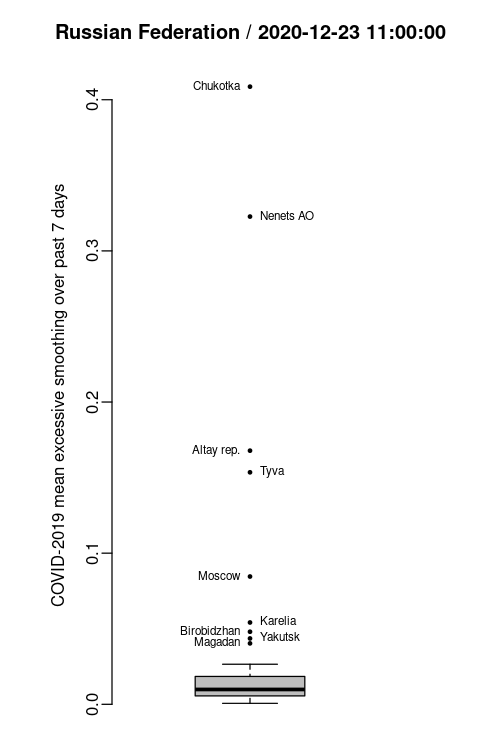 Russian Federation / 2020-12-23 11:00:00
COVID-2019 mean excessive smoothing over past 7 days
0.4
0.3
0.2
0.1
0.0
Chukotka
Nenets AO
Altay rep.
Tyva
Moscow
Karelia
Birobidzhan
Yakutsk
Magadan